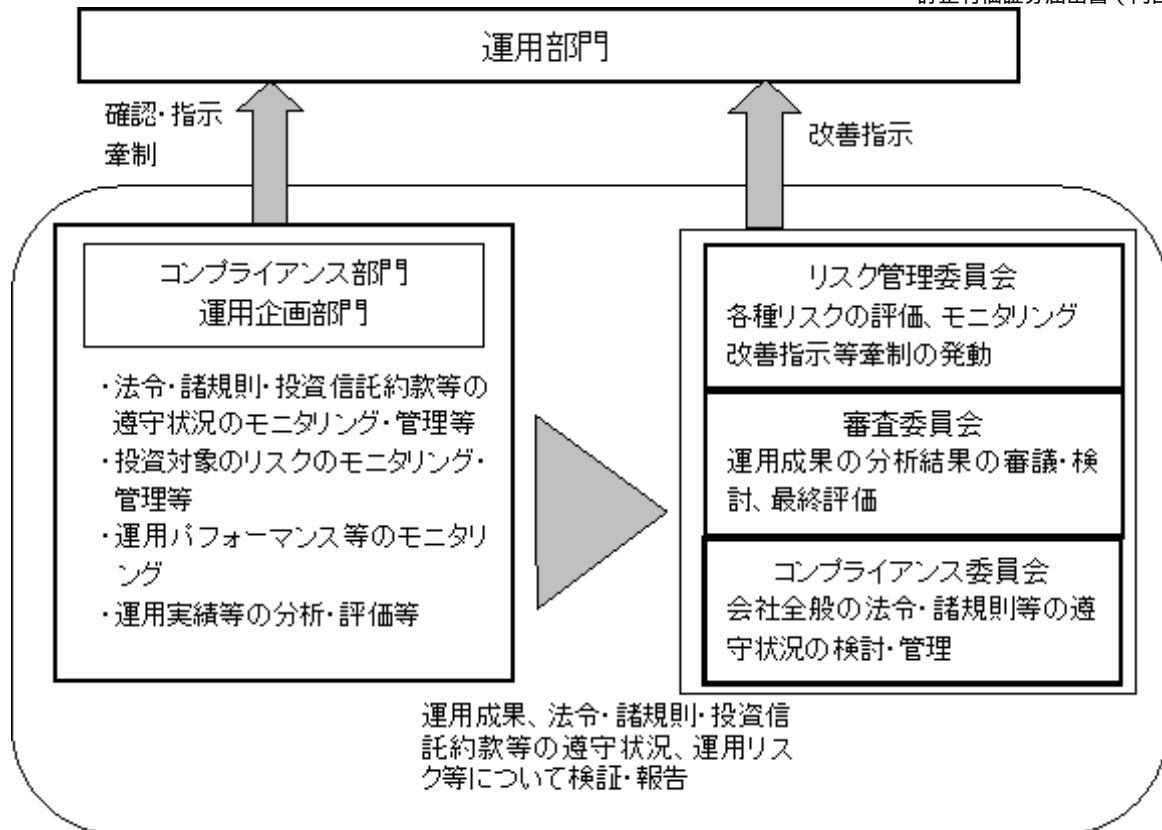 運用部門
確認・指示
牽制
改善指示
コンプライアンス部門
運用企画部門
・法令・諸規則・投資信託約款等の
遵守状況のモニタリング・管理等
・投資対象のリスクのモニタリング・
管理等
・運用パフォーマンス等のモニタリ
ング
・運用実績等の分析・評価等
リスク管理委員会
各種リスクの評価、モニタリング
改善指示等牽制の発動
審査委員会
運用成果の分析結果の審議・検
討、最終評価
コンプライアンス委員会
会社全般の法令・諸規則等の遵
守状況の検討・管理
運用成果、法令・諸規則・投資信
託約款等の遵守状況、運用リス
ク等について検証・報告